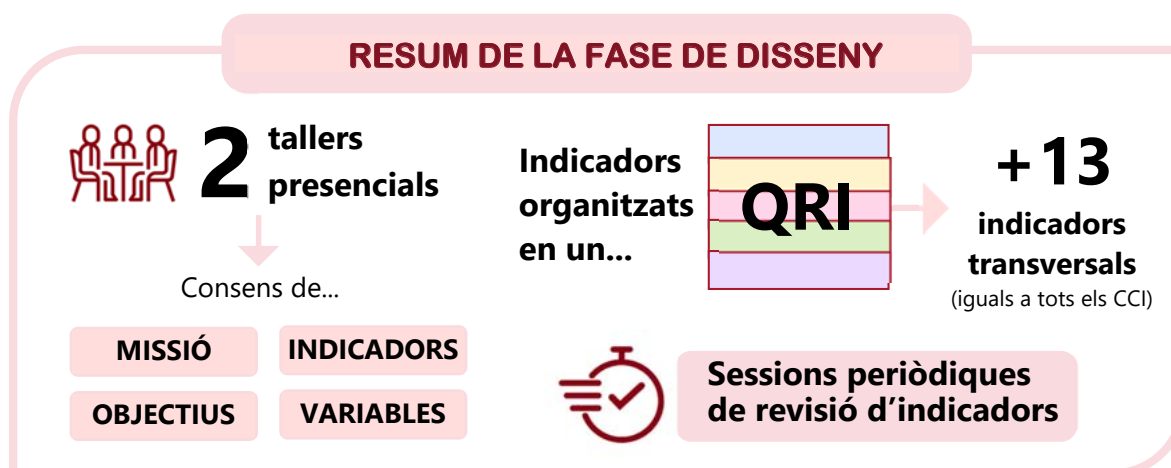 RESUM DE LA FASE DE DISSENY
2
tallers
presencials
Consens de...
MISSIÓ
INDICADORS
OBJECTIUS
VARIABLES
Indicadors
organitzats
en un...
QRI
+13
indicadors
transversals
(iguals a tots els CCI)
Sessions periòdiques
de revisió d’indicadors